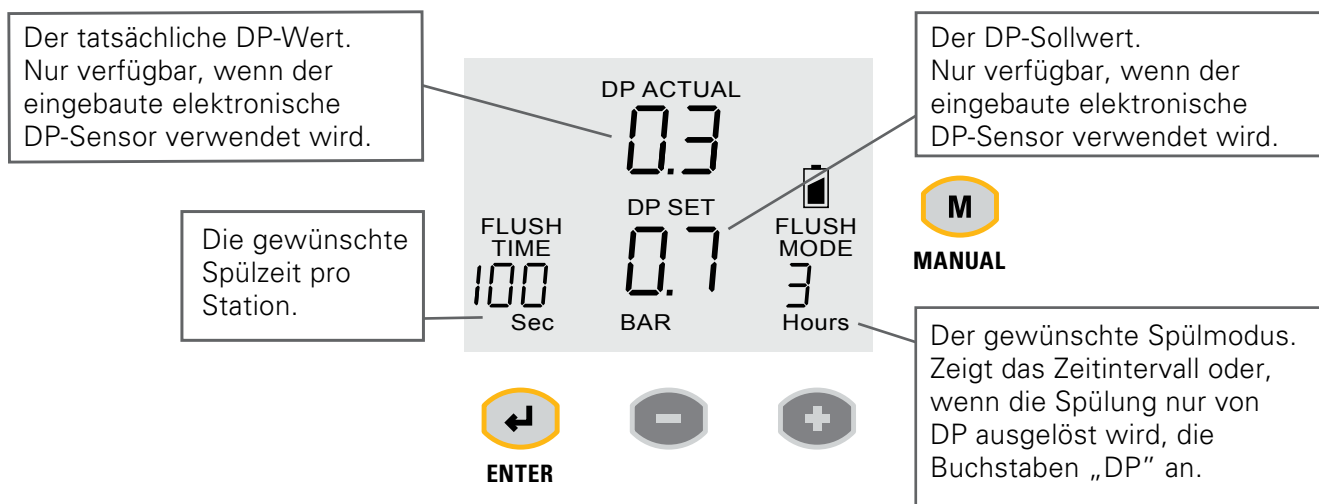 Der tatsächliche DP-Wert.
Nur verfügbar, wenn der
eingebaute elektronische
DP-Sensor verwendet wird.
Der DP-Sollwert.
Nur verfügbar, wenn der
eingebaute elektronische
DP-Sensor verwendet wird.
Die gewünschte
Spülzeit pro
Station.
DP ACTUAL
0.3
DP SET
0.7
BAR
FLUSH
TIME
100
Sec
FLUSH
MODE
3
Hours
M
MANUAL
Der gewünschte Spülmodus.
Zeigt das Zeitintervall oder,
wenn die Spülung nur von
DP ausgelöst wird, die
Buchstaben „DP” an.
-
+
ENTER